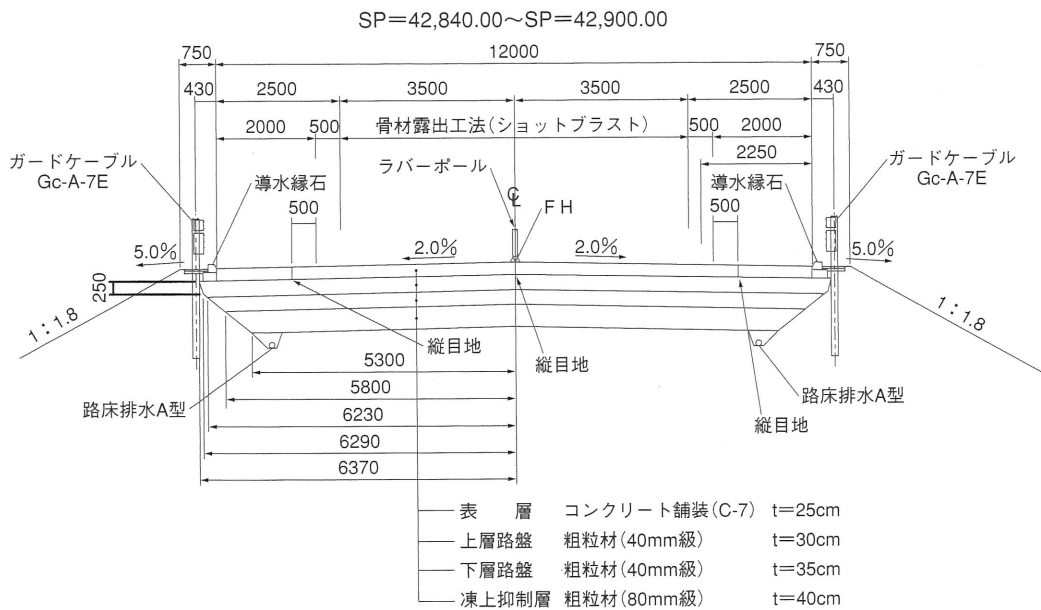 SP＝42,840.00～SP＝42,900.00
750
12000
750
430
2500
3500
3500
2500
430
2000
500
骨材露出工法(ショットブラスト)
500
2000
ガードケーブル
Gc-A-7E
導水縁石
ラバーポール
2250
導水縁石
ガードケーブル
Gc-A-7E
500
℄
FH
500
5.0%
2.0%
2.0%
5.0%
250
1：1.8
1：1.8
縦目地
縦目地
縦目地
5300
路床排水A型
5800
路床排水A型
6230
6290
6370
表　層　コンクリート舗装(C-7)　t=25cm
上層路盤　粗粒材(40mm級)　t=30cm
下層路盤　粗粒材(40mm級)　t=35cm
凍上抑制層　粗粒材(80mm級)　t=40cm